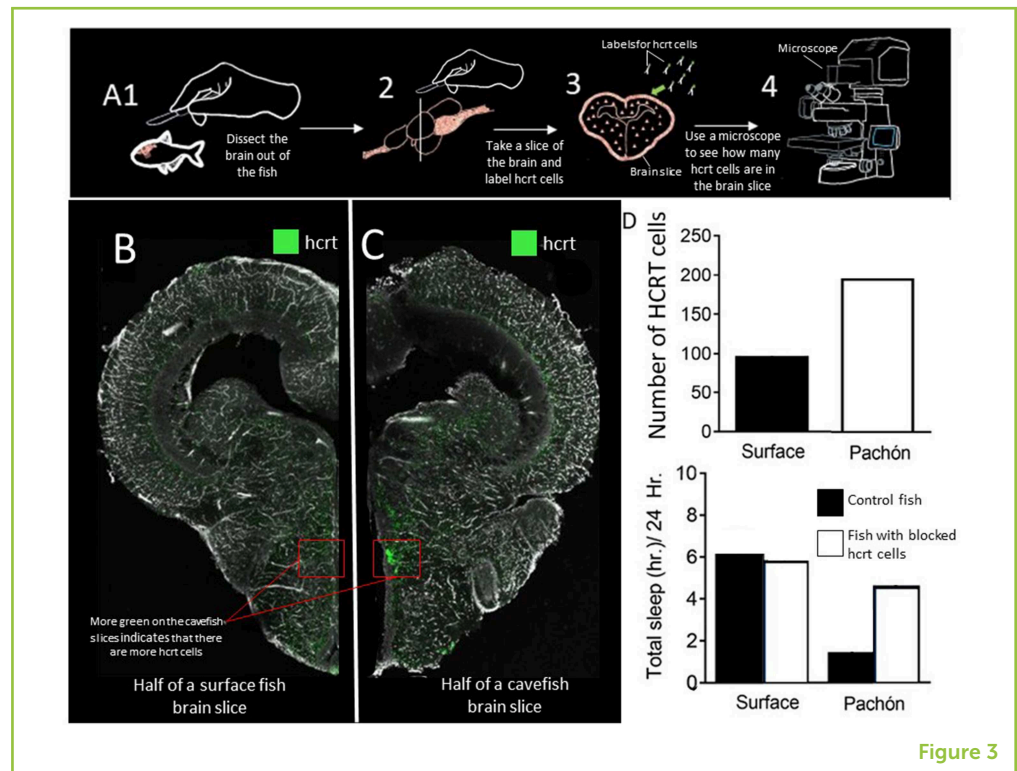 A1
Dissect the
brain out of
the fish
2
Take a slice of
the brain and
label hcrt cells
3
Labelsfor hcrt cells
Brain slice
Use a microscope
to see how many
hcrt cells are in
the brain slice
4
Microscope
B
hcrt
More green on the cavefish
slices indicates that there
are more hcrt cells
Half of a surface fish
brain slice
C
hcrt
Half of a cavefish
brain slice
D
Number of HCRT cells
250
200
150
100
50
0
Surface
Pachón
Total sleep (hr.)/ 24 Hr.
10
8
6
4
2
0
Control fish
Fish with blocked
hcrt cells
Surface
Pachón
Figure 3